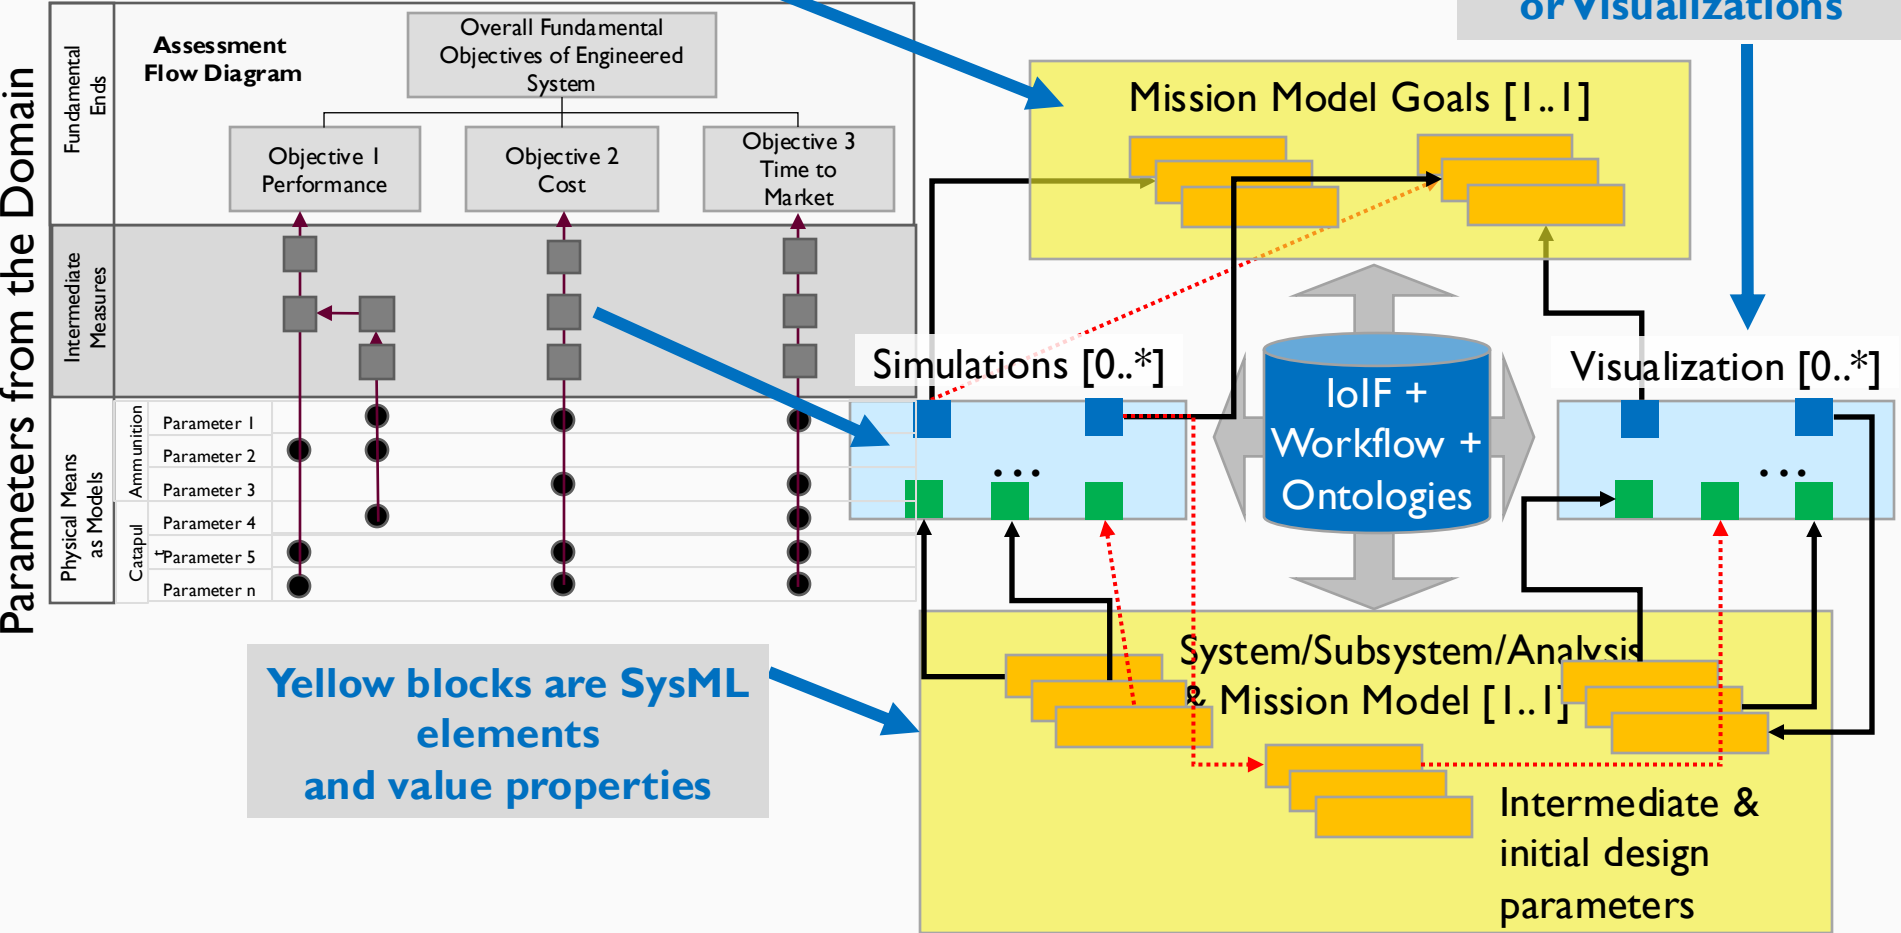 or Visualizations
Parameters from the Domain
Fundamental
Ends
Assessment
Flow Diagram
Overall Fundamental
Objectives of Engineered
System
Objective 1
Performance
Objective 2
Cost
Objective 3
Time to
Market
Intermediate
Measures
Physical Means
as Models
Ammunition
Catapul
t
Parameter 1
Parameter 2
Parameter 3
Parameter 4
Parameter 5
Parameter n
Mission Model Goals [1..1]
Simulations [0..*]
...
IoIF +
Workflow +
Ontologies
Visualization [0..*]
...
Yellow blocks are SysML
elements
and value properties
System/Subsystem/Analysis
& Mission Model [1..1]
Intermediate &
initial design
parameters